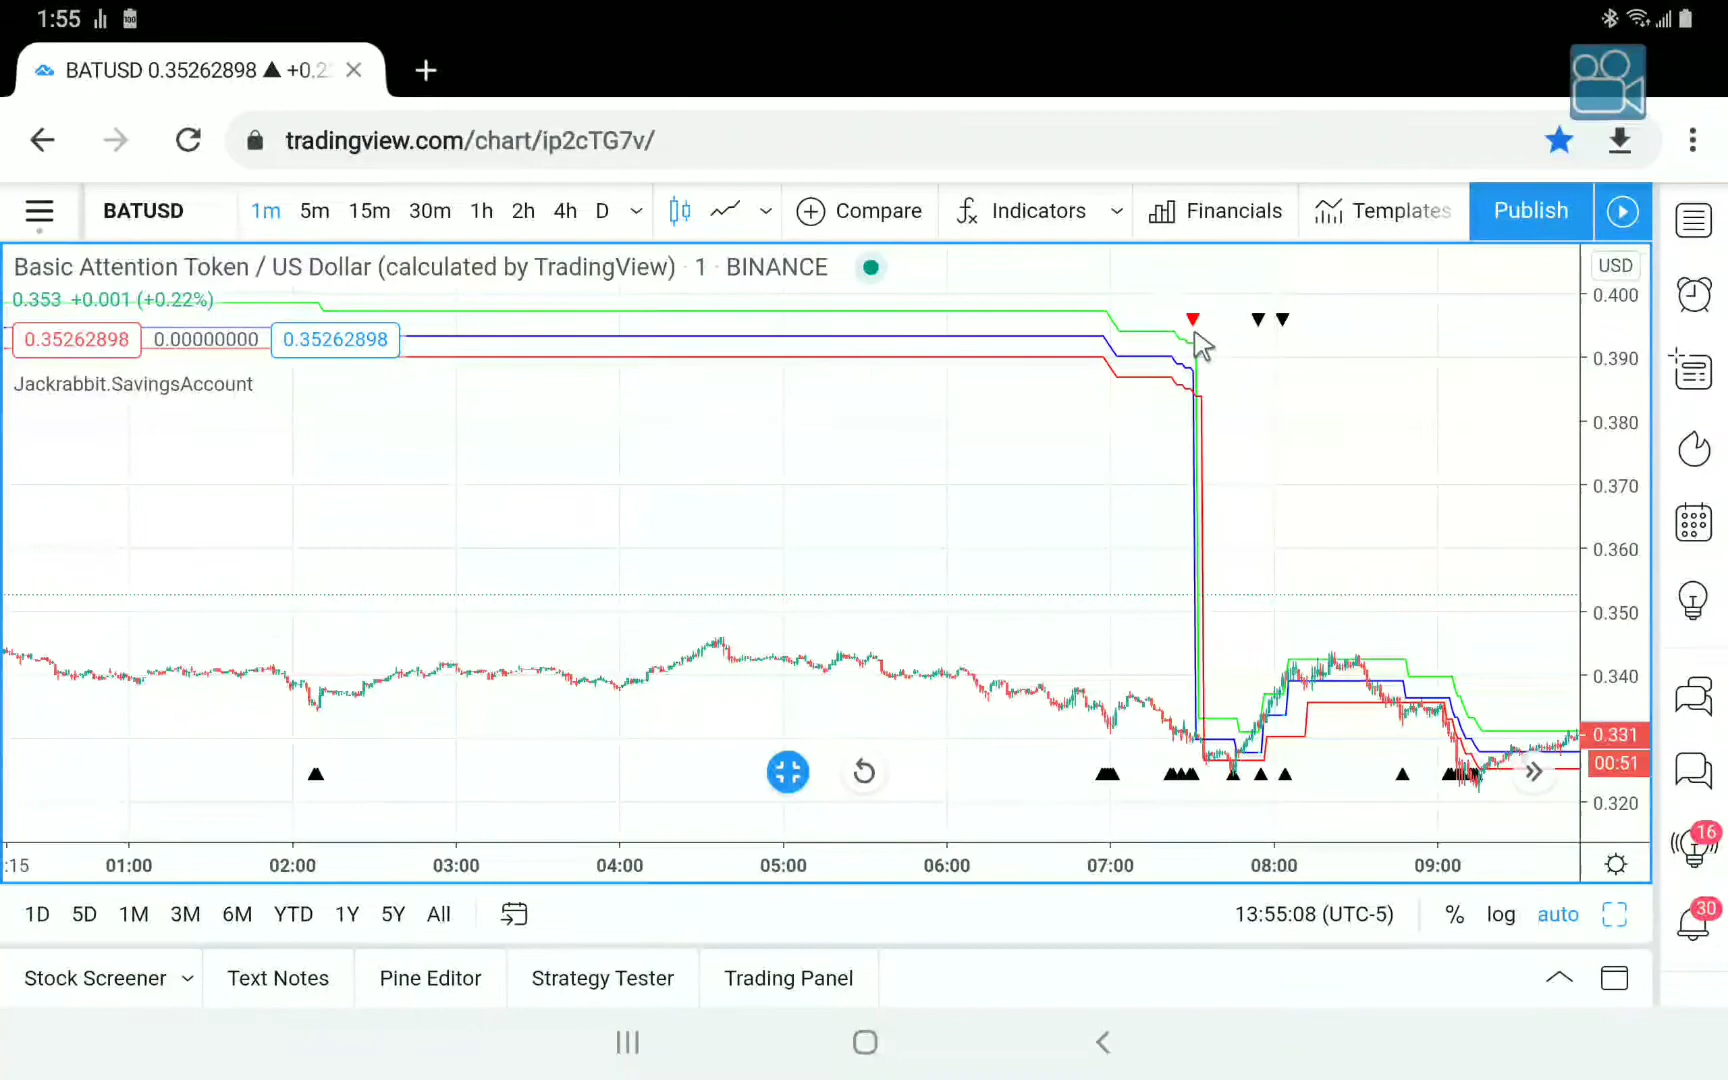 1:55
BATUSD 0.35262898 ▲ +0.2
tradingview.com/chart/ip2cTG7v/
BATUSD 1m 5m 15m 30m 1h 2h 4h D Compare Indicators Financials Templates Publish
Basic Attention Token / US Dollar (calculated by TradingView) · 1 · BINANCE
USD
0.353 +0.001 (+0.22%)
0.35262898 0.00000000 0.35262898
Jackrabbit.SavingsAccount
0.400
0.390
0.380
0.370
0.360
0.350
0.340
0.331
00:51
0.320
:15 01:00 02:00 03:00 04:00 05:00 06:00 07:00 08:00 09:00
16
30
1D 5D 1M 3M 6M YTD 1Y 5Y All 13:55:08 (UTC-5) % log auto
Stock Screener Text Notes Pine Editor Strategy Tester Trading Panel